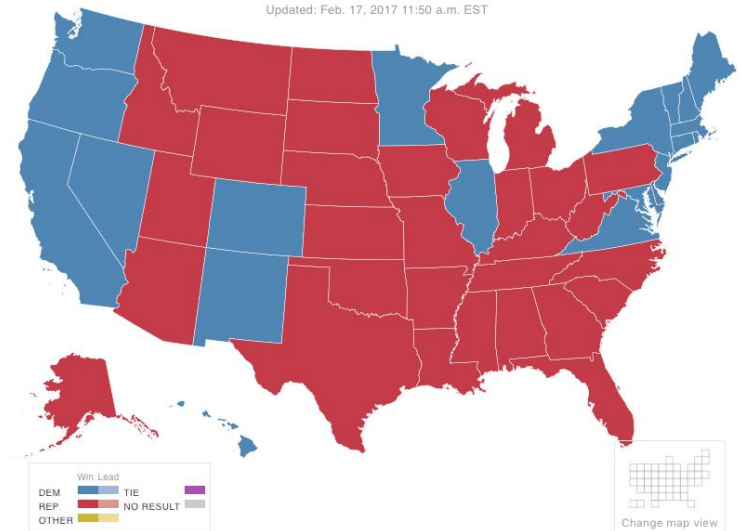 Updated: Feb. 17, 2017 11:50 a.m. EST
Win Lead
DEM TIE
REP NO RESULT
OTHER
Change map view